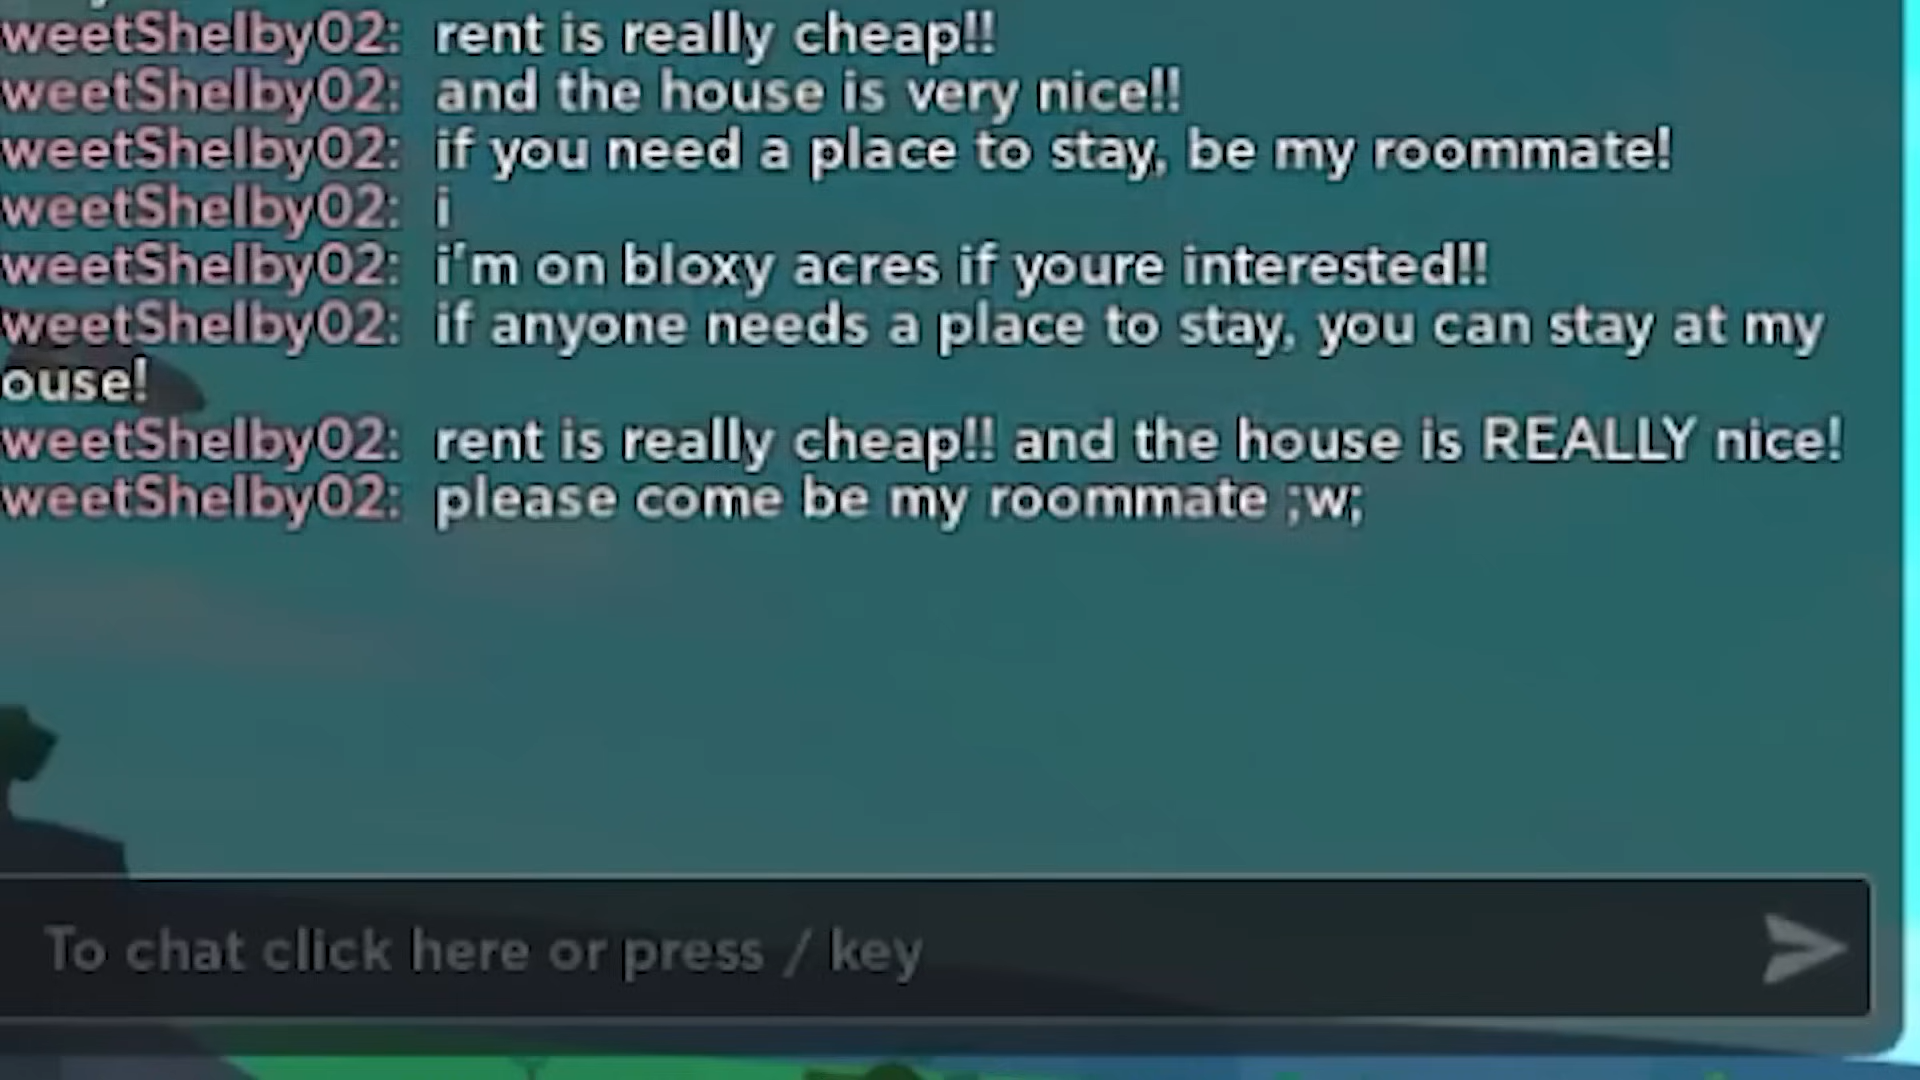 weetShelby02: rent is really cheap!!
weetShelby02: and the house is very nice!!
weetShelby02: if you need a place to stay, be my roommate!
weetShelby02: i
weetShelby02: i'm on bloxy acres if youre interested!!
weetShelby02: if anyone needs a place to stay, you can stay at my
ouse!
weetShelby02: rent is really cheap!! and the house is REALLY nice!
weetShelby02: please come be my roommate ;w;
To chat click here or press / key